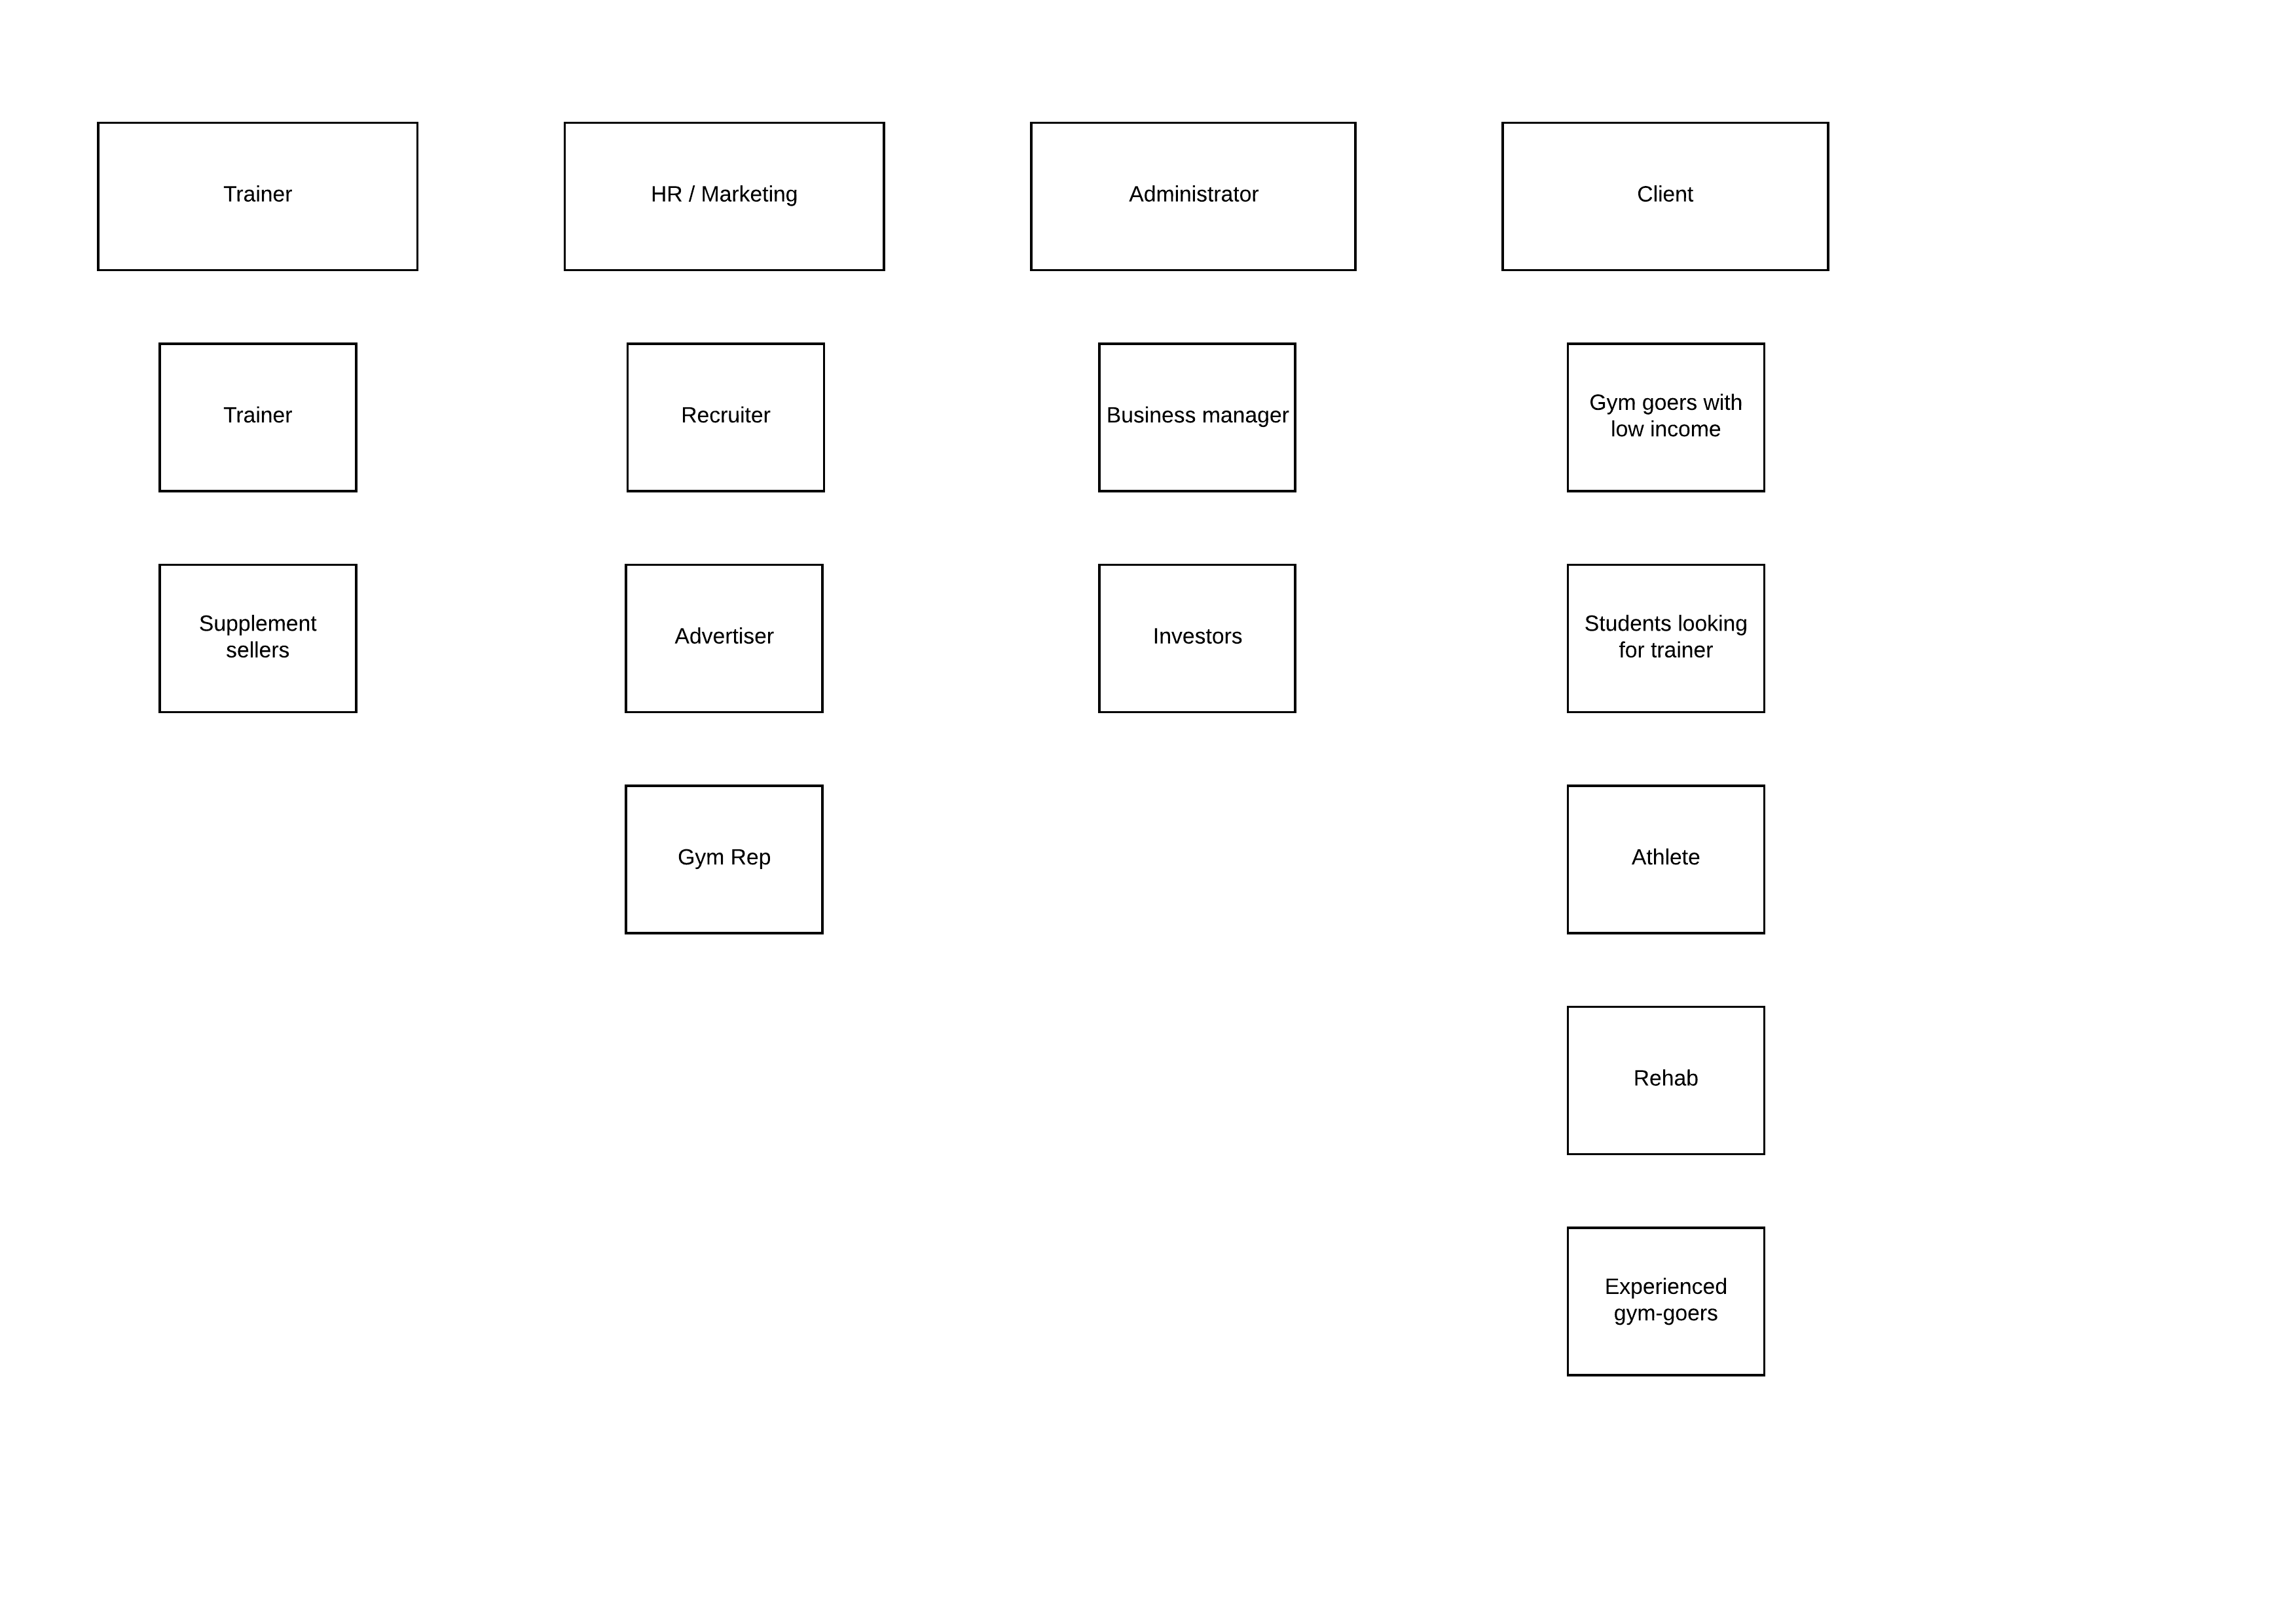 Trainer
HR / Marketing
Administrator
Client
Trainer
Recruiter
Business manager
Gym goers with
low income
Supplement
sellers
Advertiser
Investors
Students looking
for trainer
Gym Rep
Athlete
Rehab
Experienced
gym-goers